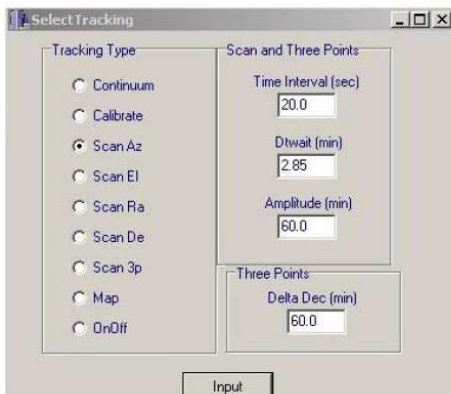 SelectTracking
Tracking Type
Continuum
Calibrate
Scan Az
Scan El
Scan Ra
Scan De
Scan 3p
Map
OnOff
Scan and Three Points
Time Interval (sec)
20.0
Dtwait (min)
2.85
Amplitude (min)
60.0
Three Points
Delta Dec (min)
60.0
Input